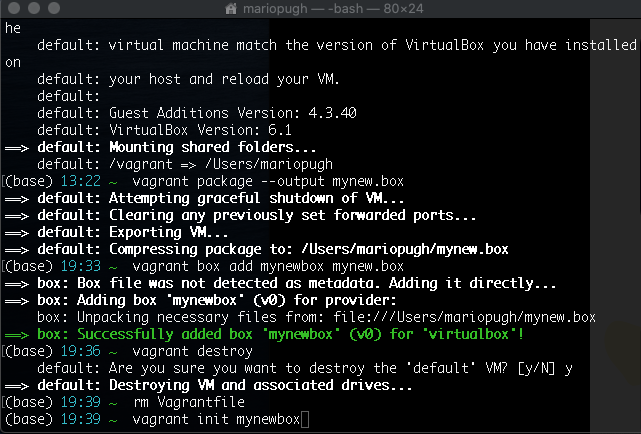 mariopugh — -bash — 80×24
he
default: virtual machine match the version of VirtualBox you have installed
on
default: your host and reload your VM.
default:
default: Guest Additions Version: 4.3.40
default: VirtualBox Version: 6.1
==> default: Mounting shared folders...
default: /vagrant => /Users/mariopugh
(base) 13:22 ~ vagrant package --output mynew.box
==> default: Attempting graceful shutdown of VM...
==> default: Clearing any previously set forwarded ports...
==> default: Exporting VM...
==> default: Compressing package to: /Users/mariopugh/mynew.box
(base) 19:33 ~ vagrant box add mynewbox mynew.box
==> box: Box file was not detected as metadata. Adding it directly...
==> box: Adding box 'mynewbox' (v0) for provider:
box: Unpacking necessary files from: file:///Users/mariopugh/mynew.box
==> box: Successfully added box 'mynewbox' (v0) for 'virtualbox'!
(base) 19:36 ~ vagrant destroy
default: Are you sure you want to destroy the 'default' VM? [y/N] y
==> default: Destroying VM and associated drives...
(base) 19:39 ~ rm Vagrantfile
(base) 19:39 ~ vagrant init mynewbox